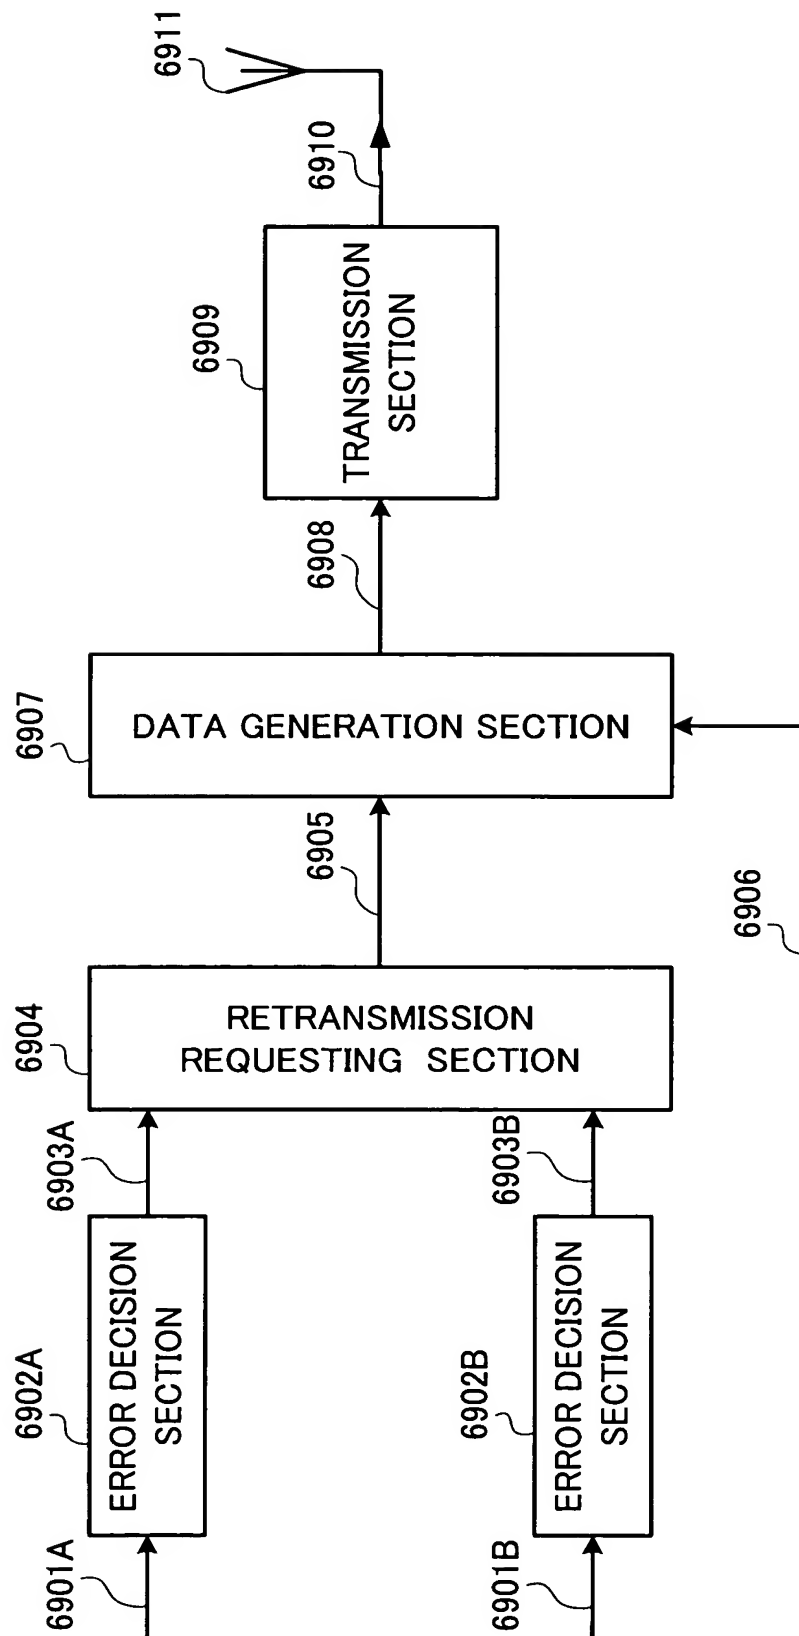 6901A
6902A
ERROR DECISION
SECTION
6903A
6901B
6902B
ERROR DECISION
SECTION
6903B
6904
RETRANSMISSION
REQUESTING SECTION
6905
6906
6907
DATA GENERATION SECTION
6908
6909
TRANSMISSION
SECTION
6910
6911